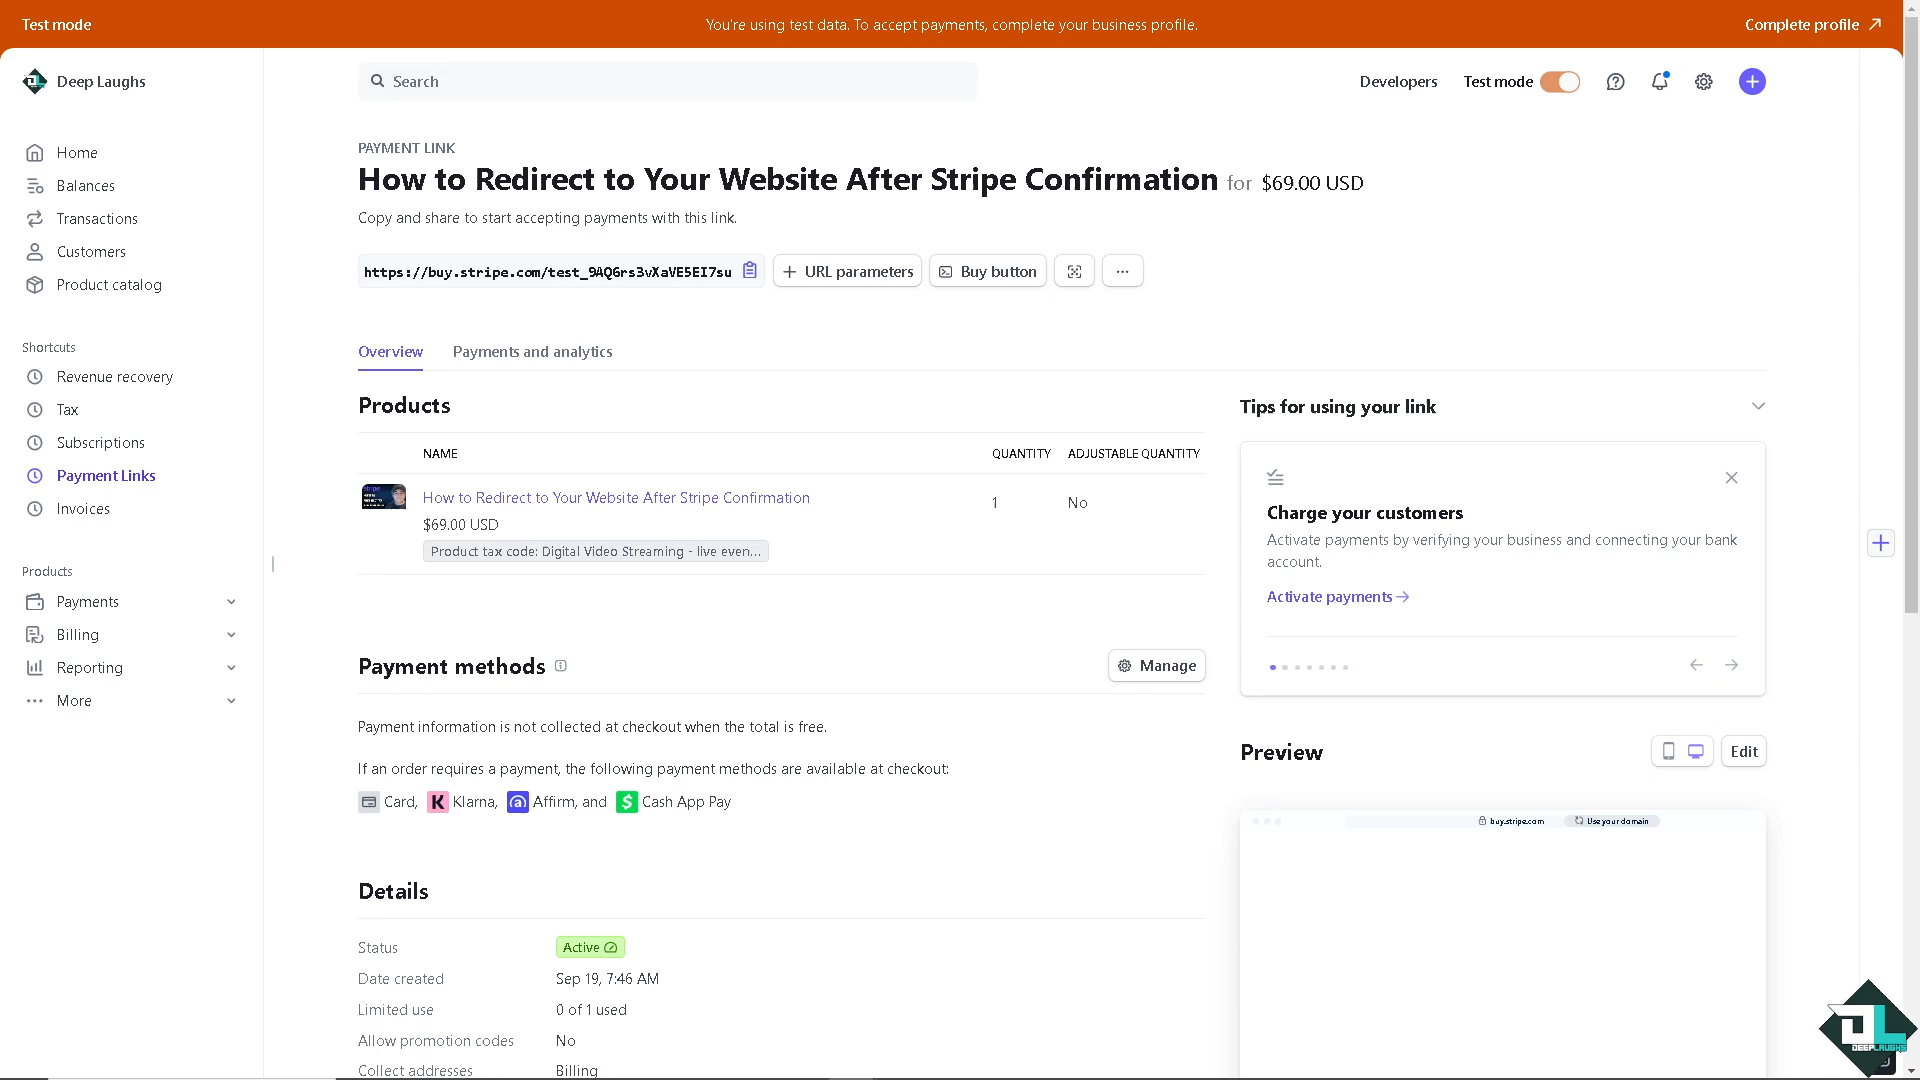 Test mode
You're using test data. To accept payments, complete your business profile.
Complete profile
Deep Laughs
Search
Developers
Test mode
Home
Balances
Transactions
Customers
Product catalog
Shortcuts
Revenue recovery
Tax
Subscriptions
Payment Links
Invoices
Products
Payments
Billing
Reporting
More
PAYMENT LINK
How to Redirect to Your Website After Stripe Confirmation for $69.00 USD
Copy and share to start accepting payments with this link.
https://buy.stripe.com/test_9AQ6rs3vXaVE5EI7su
URL parameters
Buy button
Overview
Payments and analytics
Products
NAME QUANTITY ADJUSTABLE QUANTITY
How to Redirect to Your Website After Stripe Confirmation 1 No
$69.00 USD
Product tax code: Digital Video Streaming - live even...
Payment methods
Manage
Payment information is not collected at checkout when the total is free.
If an order requires a payment, the following payment methods are available at checkout:
Card, Klarna, Affirm, and Cash App Pay
Details
Status Active
Date created Sep 19, 7:46 AM
Limited use 0 of 1 used
Allow promotion codes No
Collect addresses Billing
Tips for using your link
Charge your customers
Activate payments by verifying your business and connecting your bank
account.
Activate payments
Preview
Edit
buy.stripe.com
Use your domain
DL
DEEPLAUGHS